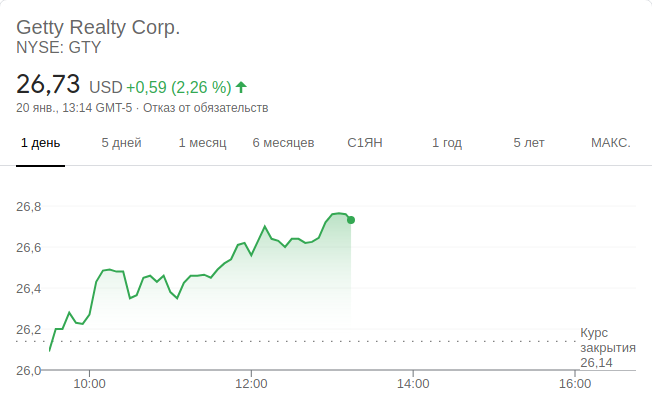 Getty Realty Corp.
NYSE: GTY
26,73 USD +0,59 (2,26 %)
20 янв., 13:14 GMT-5 · Отказ от обязательств
1 день 5 дней 1 месяц 6 месяцев С1ЯН 1 год 5 лет МАКС.
26,8
26,6
26,4
26,2
Курс
закрытия
26,14
26,0
10:00 12:00 14:00 16:00